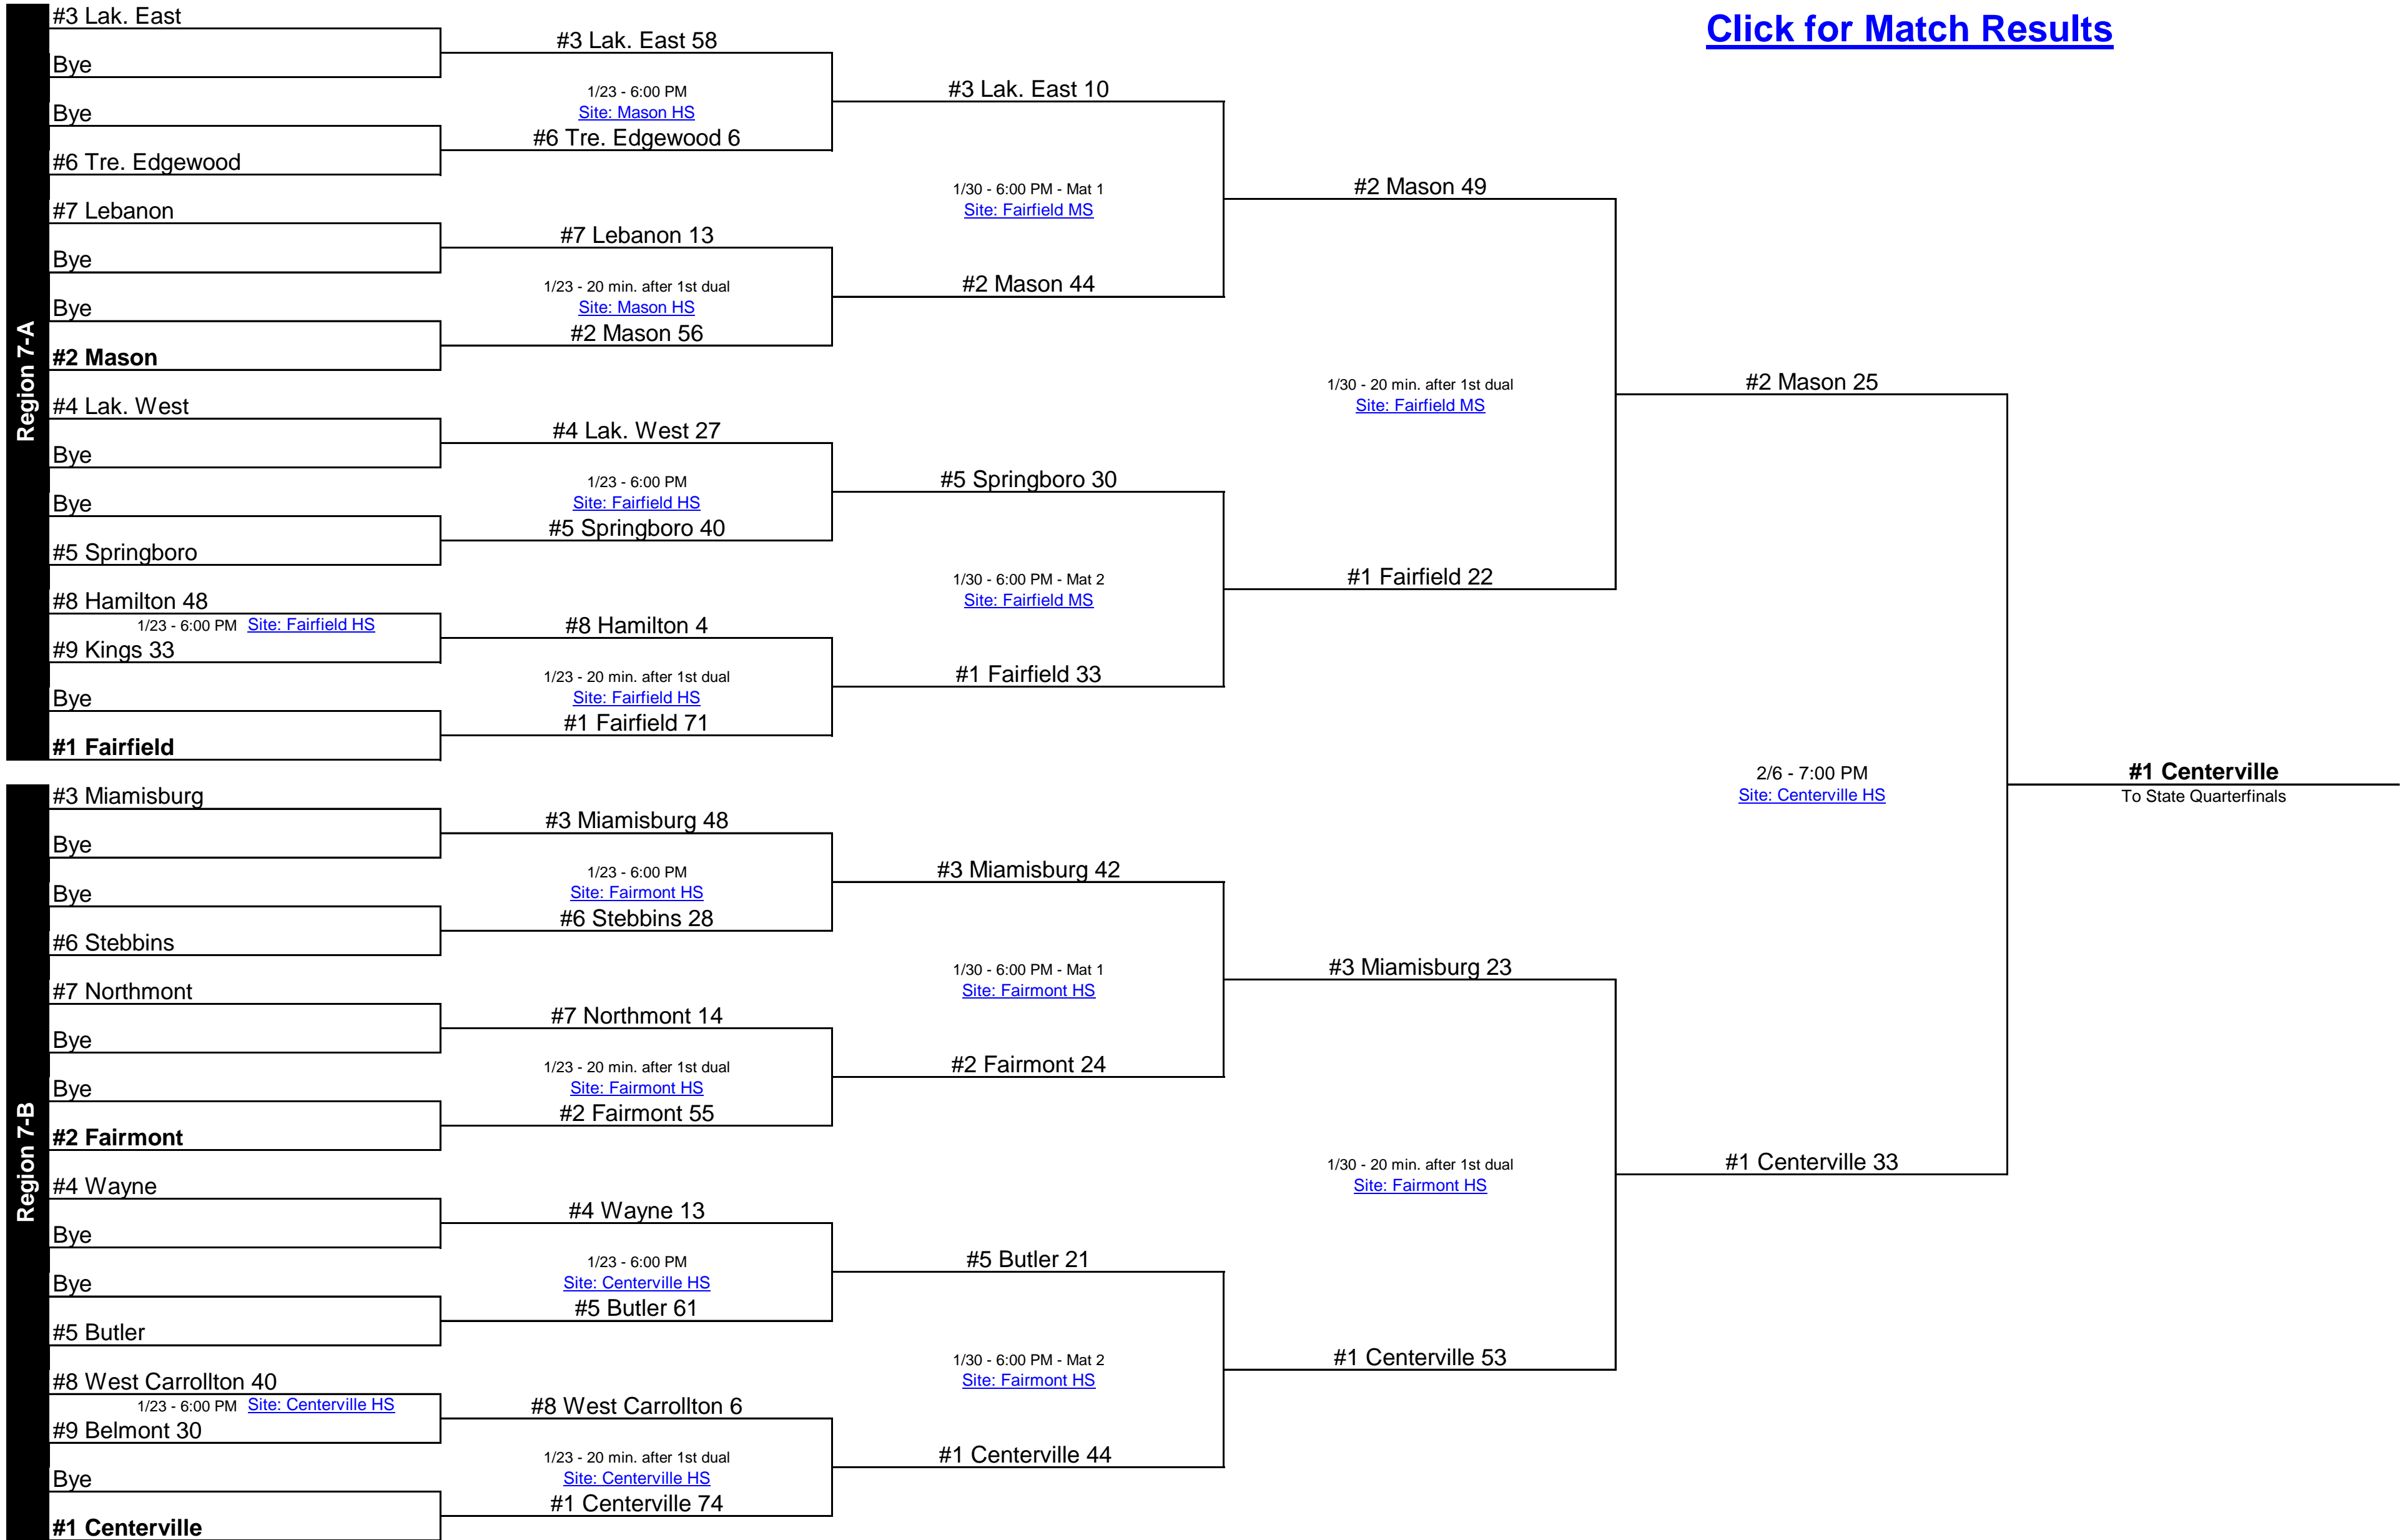 Click for Match Results
Region 7-A
#3 Lak. East
Bye
Bye
#6 Tre. Edgewood
#7 Lebanon
Bye
Bye
#2 Mason
#4 Lak. West
Bye
Bye
#5 Springboro
#8 Hamilton 48
1/23 - 6:00 PM Site: Fairfield HS
#9 Kings 33
Bye
#1 Fairfield
#3 Lak. East 58
1/23 - 6:00 PM
Site: Mason HS
#6 Tre. Edgewood 6
#7 Lebanon 13
1/23 - 20 min. after 1st dual
Site: Mason HS
#2 Mason 56
#4 Lak. West 27
1/23 - 6:00 PM
Site: Fairfield HS
#5 Springboro 40
#8 Hamilton 4
1/23 - 20 min. after 1st dual
Site: Fairfield HS
#1 Fairfield 71
#3 Lak. East 10
1/30 - 6:00 PM - Mat 1
Site: Fairfield MS
#2 Mason 44
#5 Springboro 30
1/30 - 6:00 PM - Mat 2
Site: Fairfield MS
#1 Fairfield 33
#2 Mason 49
1/30 - 20 min. after 1st dual
Site: Fairfield MS
#1 Fairfield 22
Region 7-B
#3 Miamisburg
Bye
Bye
#6 Stebbins
#7 Northmont
Bye
Bye
#2 Fairmont
#4 Wayne
Bye
Bye
#5 Butler
#8 West Carrollton 40
1/23 - 6:00 PM Site: Centerville HS
#9 Belmont 30
Bye
#1 Centerville
#3 Miamisburg 48
1/23 - 6:00 PM
Site: Fairmont HS
#6 Stebbins 28
#7 Northmont 14
1/23 - 20 min. after 1st dual
Site: Fairmont HS
#2 Fairmont 55
#4 Wayne 13
1/23 - 6:00 PM
Site: Centerville HS
#5 Butler 61
#8 West Carrollton 6
1/23 - 20 min. after 1st dual
Site: Centerville HS
#1 Centerville 74
#3 Miamisburg 42
1/30 - 6:00 PM - Mat 1
Site: Fairmont HS
#2 Fairmont 24
#5 Butler 21
1/30 - 6:00 PM - Mat 2
Site: Fairmont HS
#1 Centerville 44
#3 Miamisburg 23
1/30 - 20 min. after 1st dual
Site: Fairmont HS
#1 Centerville 53
#2 Mason 25
2/6 - 7:00 PM
Site: Centerville HS
#1 Centerville 33
#1 Centerville
To State Quarterfinals